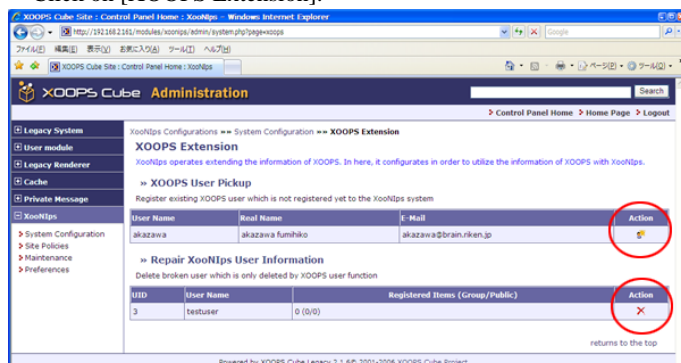 Click on [XOOPS Extension].
XOOPS Cube Site : Control Panel Home : XooNIps - Windows Internet Explorer
http://192.168.2.161/modules/xoonips/admin/system.php?page=xoops
Google
ファイル(F) 編集(E) 表示(V) お気に入り(A) ツール(T) ヘルプ(H)
XOOPS Cube Site : Control Panel Home : XooNIps
ページ(P) ツール(O)
XOOPS Cube Administration
Search
Control Panel Home Home Page Logout
Legacy System
User module
Legacy Renderer
Cache
Private Message
XooNIps
System Configuration
Site Policies
Maintenance
Preferences
XooNIps Configurations »» System Configuration »» XOOPS Extension
XOOPS Extension
XooNIps operates extending the information of XOOPS. In here, it configurates in order to utilize the information of XOOPS with XooNIps.
» XOOPS User Pickup
Register existing XOOPS user which is not registered yet to the XooNIps system
User Name Real Name E-Mail Action
akazawa akazawa fumihiko akazawa@brain.riken.jp
» Repair XooNIps User Information
Delete broken user which is only deleted by XOOPS user function
UID User Name Registered Items (Group/Public) Action
3 testuser 0 (0/0)
returns to the top
Powered by XOOPS Cube Legacy 2.1.6© 2001-2006 XOOPS Cube Project